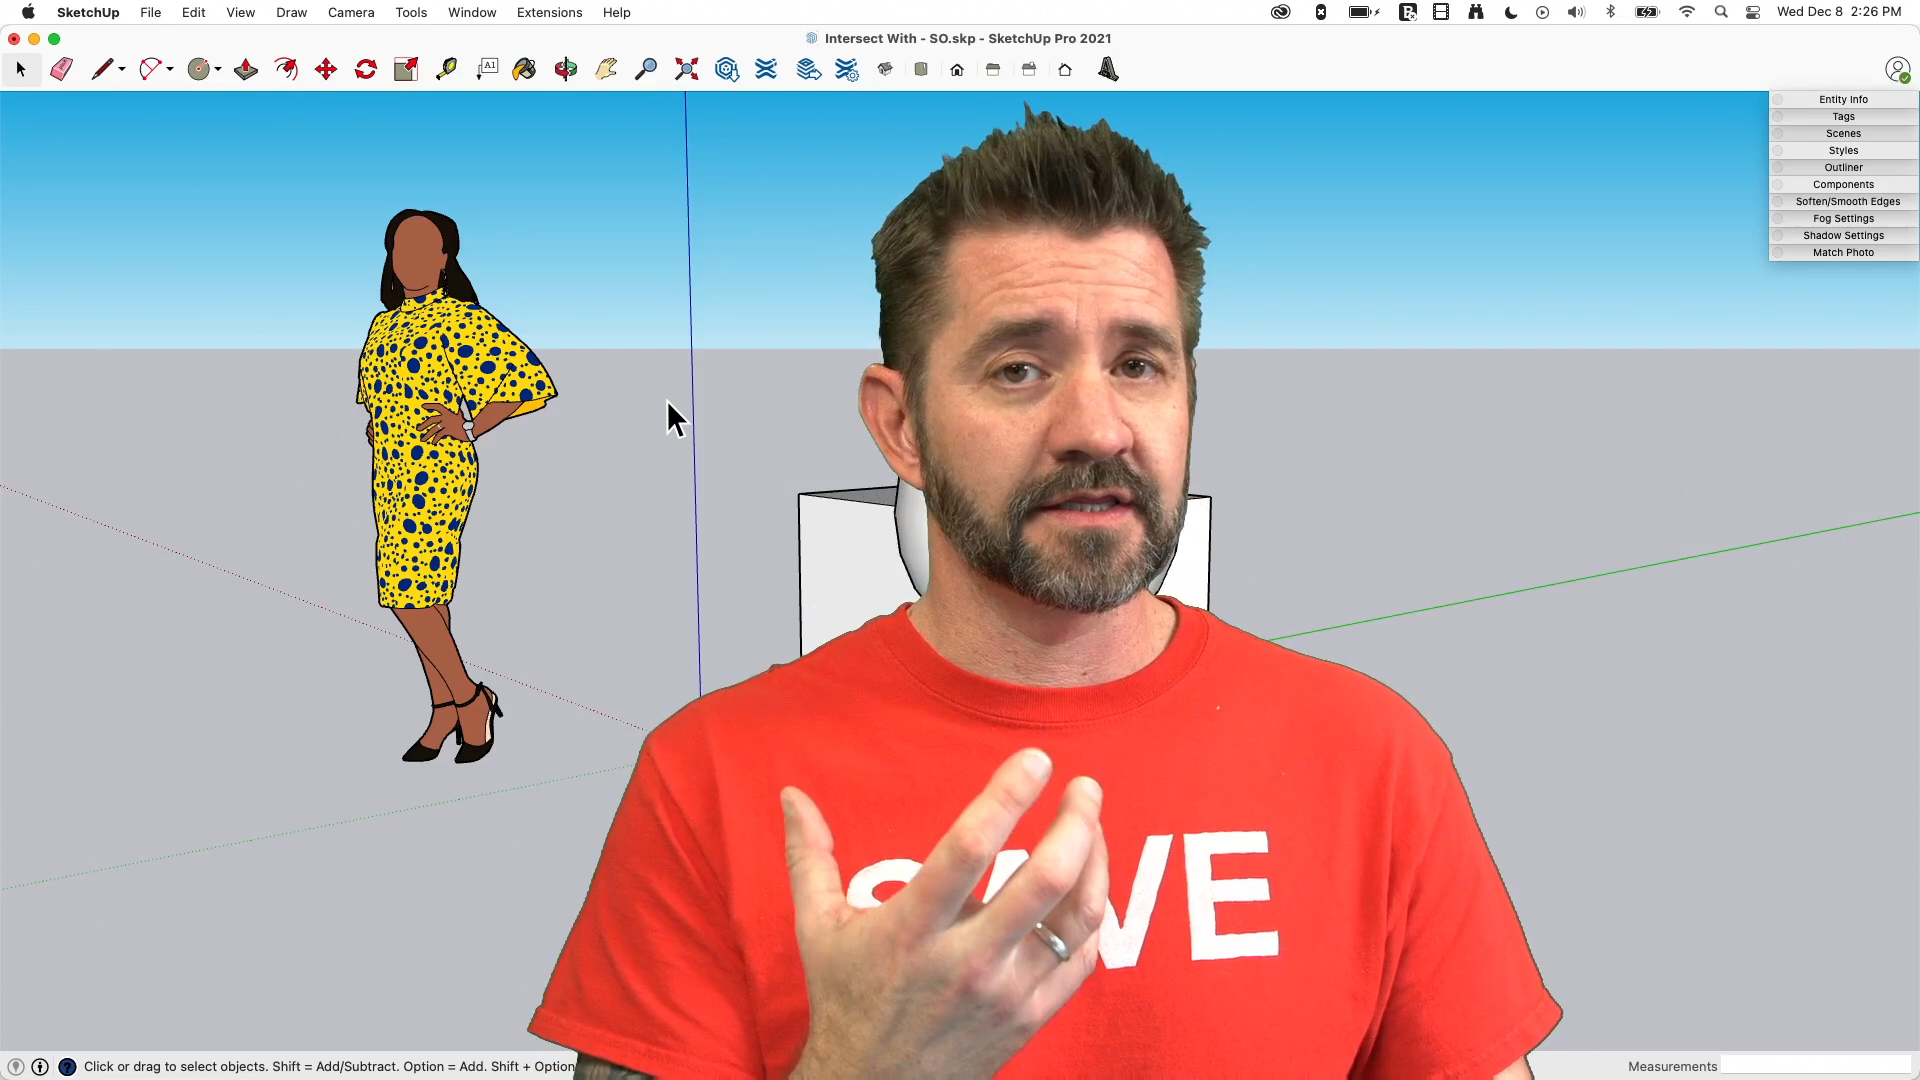 SketchUp File Edit View Draw Camera Tools Window Extensions Help Wed Dec 8 2:26 PM
Intersect With - SO.skp - SketchUp Pro 2021
A1
Entity Info
Tags
Scenes
Styles
Outliner
Components
Soften/Smooth Edges
Fog Settings
Shadow Settings
Match Photo
SAVE
Click or drag to select objects. Shift = Add/Subtract. Option = Add. Shift + Option
Measurements